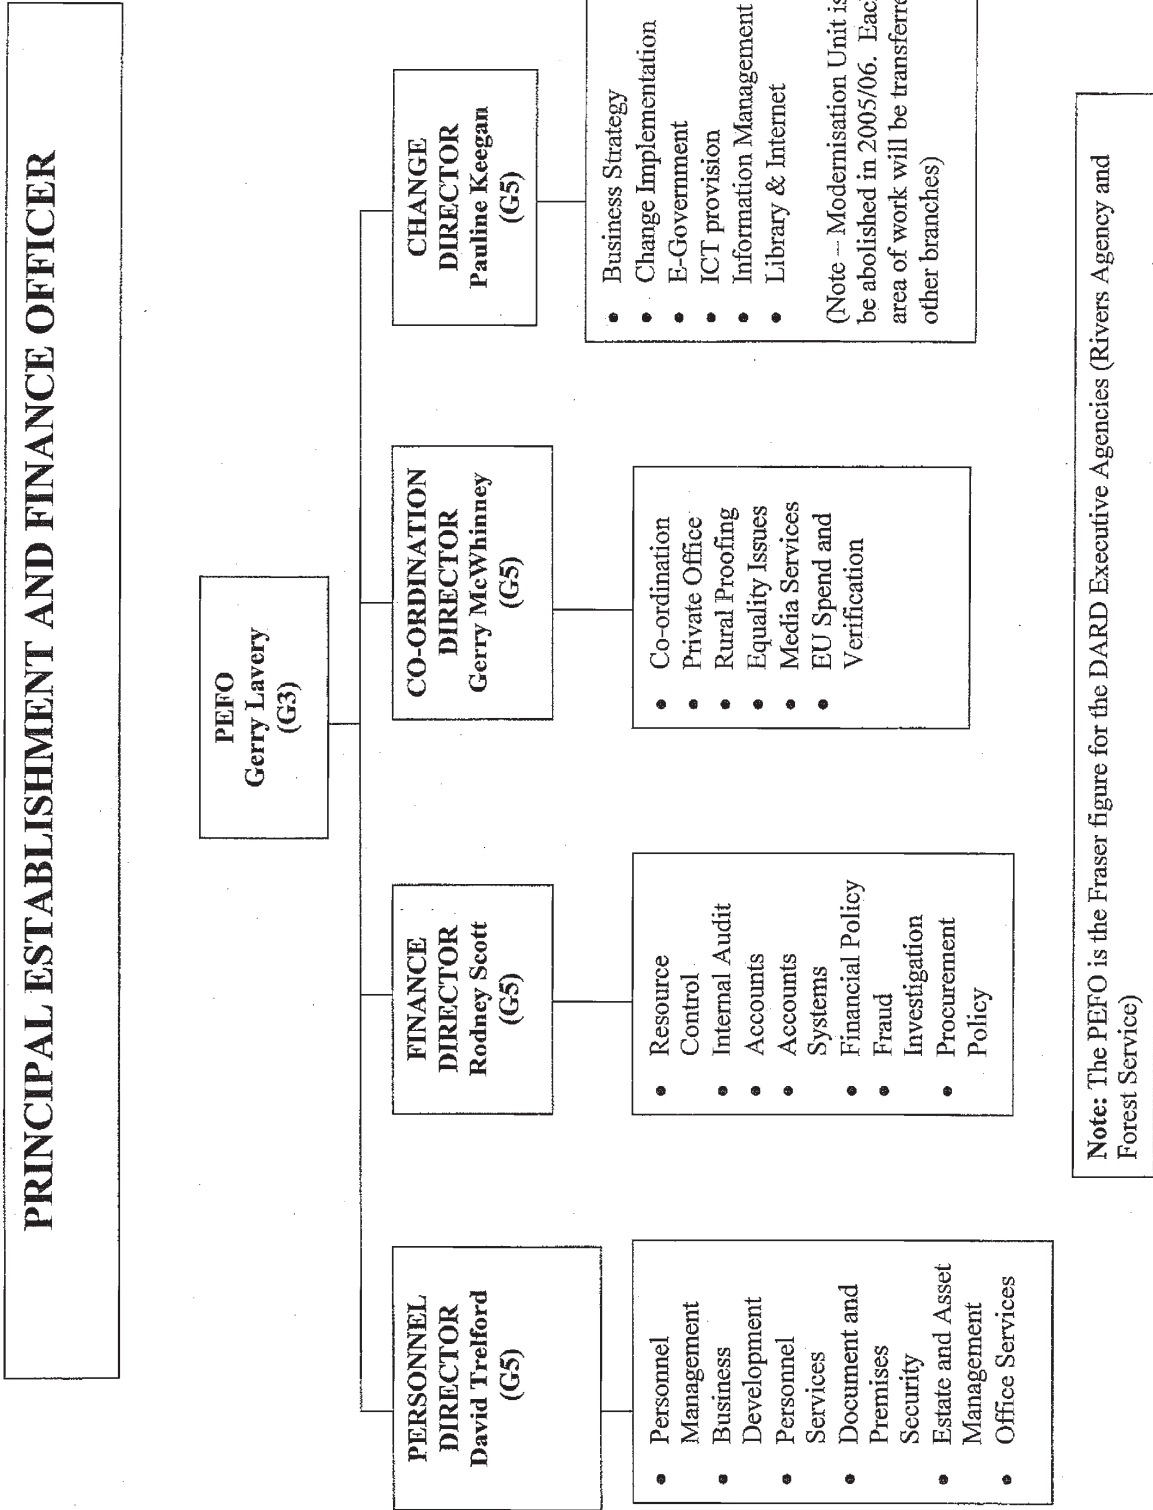 PRINCIPAL ESTABLISHMENT AND FINANCE OFFICER
PEFO
Gerry Lavery
(G3)
PERSONNEL
DIRECTOR
David Trelford
(G5)
• Personnel
Management
• Business
Development
• Personnel
Services
• Document and
Premises
Security
• Estate and Asset
Management
• Office Services
FINANCE
DIRECTOR
Rodney Scott
(G5)
• Resource
Control
• Internal Audit
• Accounts
• Accounts
Systems
• Financial Policy
• Fraud
Investigation
• Procurement
Policy
CO-ORDINATION
DIRECTOR
Gerry McWhinney
(G5)
• Co-ordination
• Private Office
• Rural Proofing
• Equality Issues
• Media Services
• EU Spend and
Verification
CHANGE
DIRECTOR
Pauline Keegan
(G5)
• Business Strategy
• Change Implementation
• E-Government
• ICT provision
• Information Management
• Library & Internet
(Note – Modernisation Unit is
be abolished in 2005/06. Eac
area of work will be transferre
other branches)
Note: The PEFO is the Fraser figure for the DARD Executive Agencies (Rivers Agency and
Forest Service)